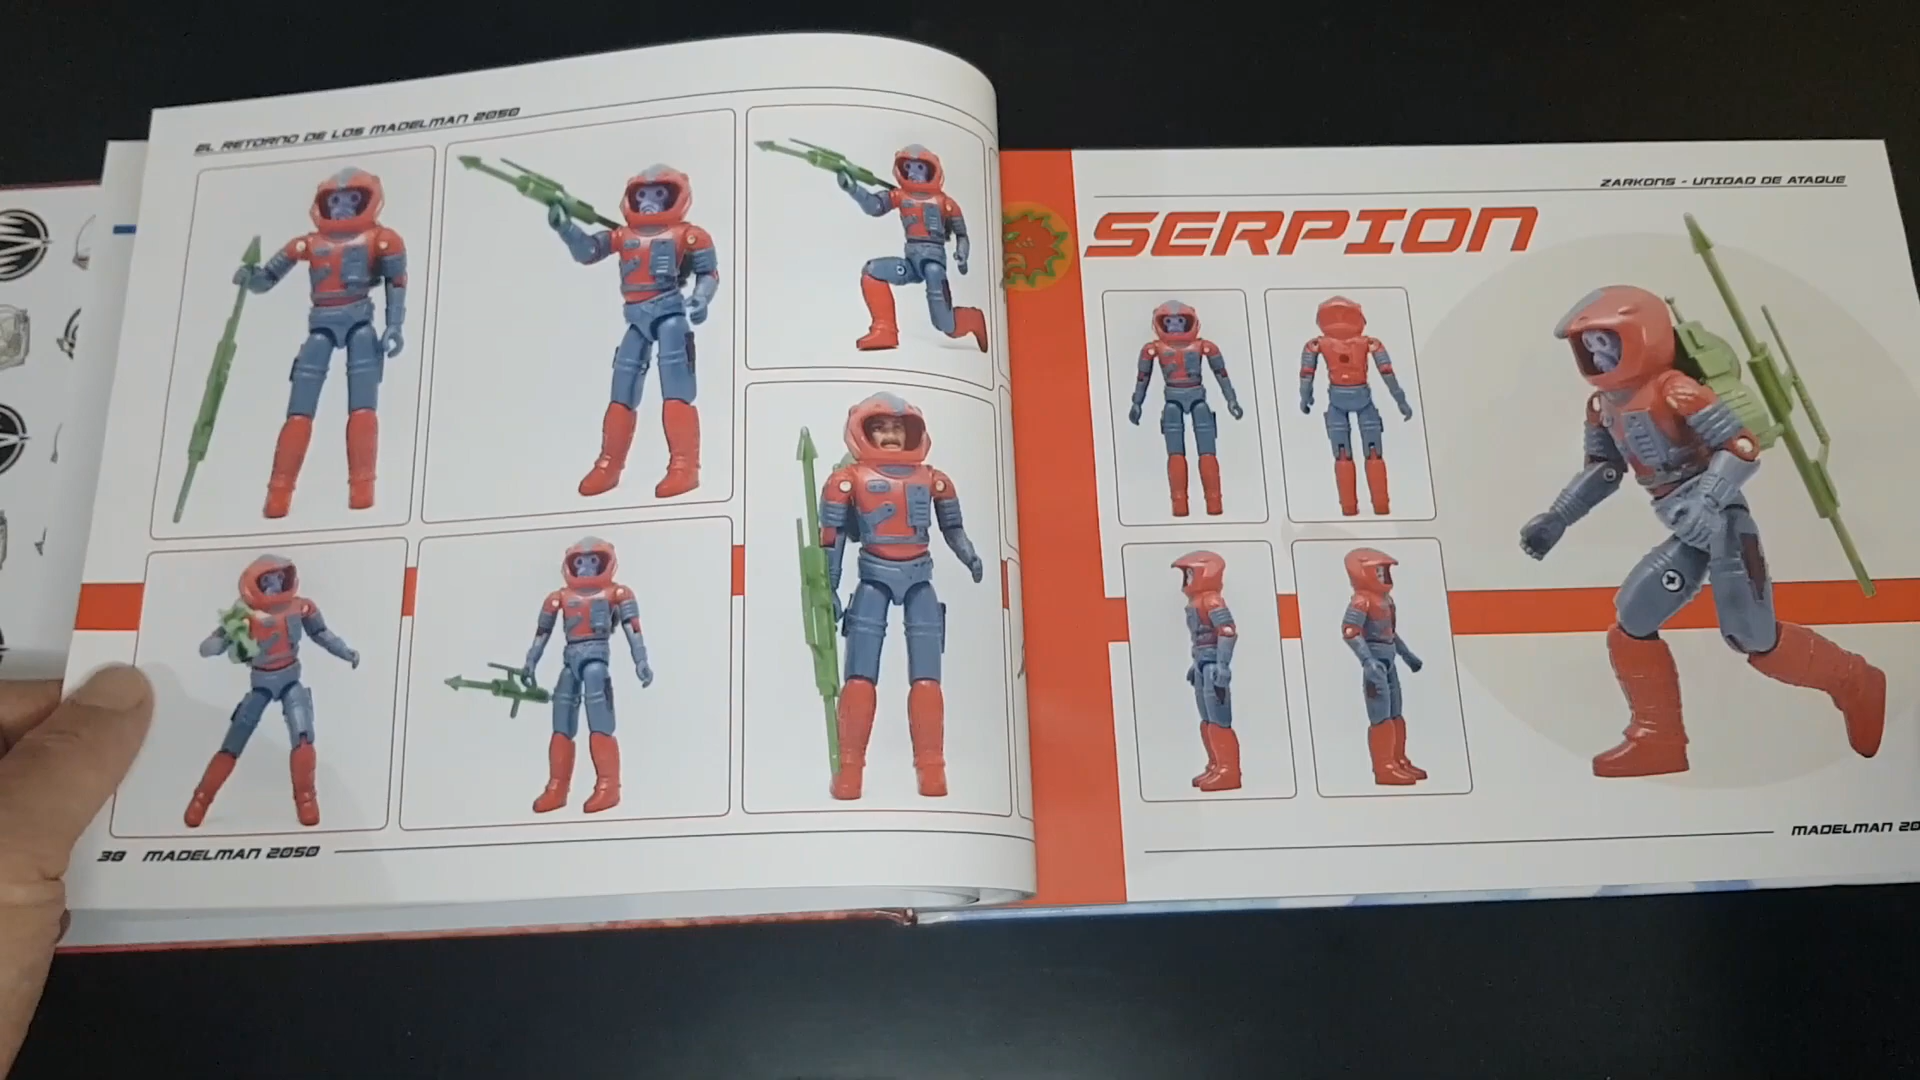 EL RETORNO DE LOS MADELMAN 2050
38 MADELMAN 2050
ZARKONS - UNIDAD DE ATAQUE
SERPION
MADELMAN 20